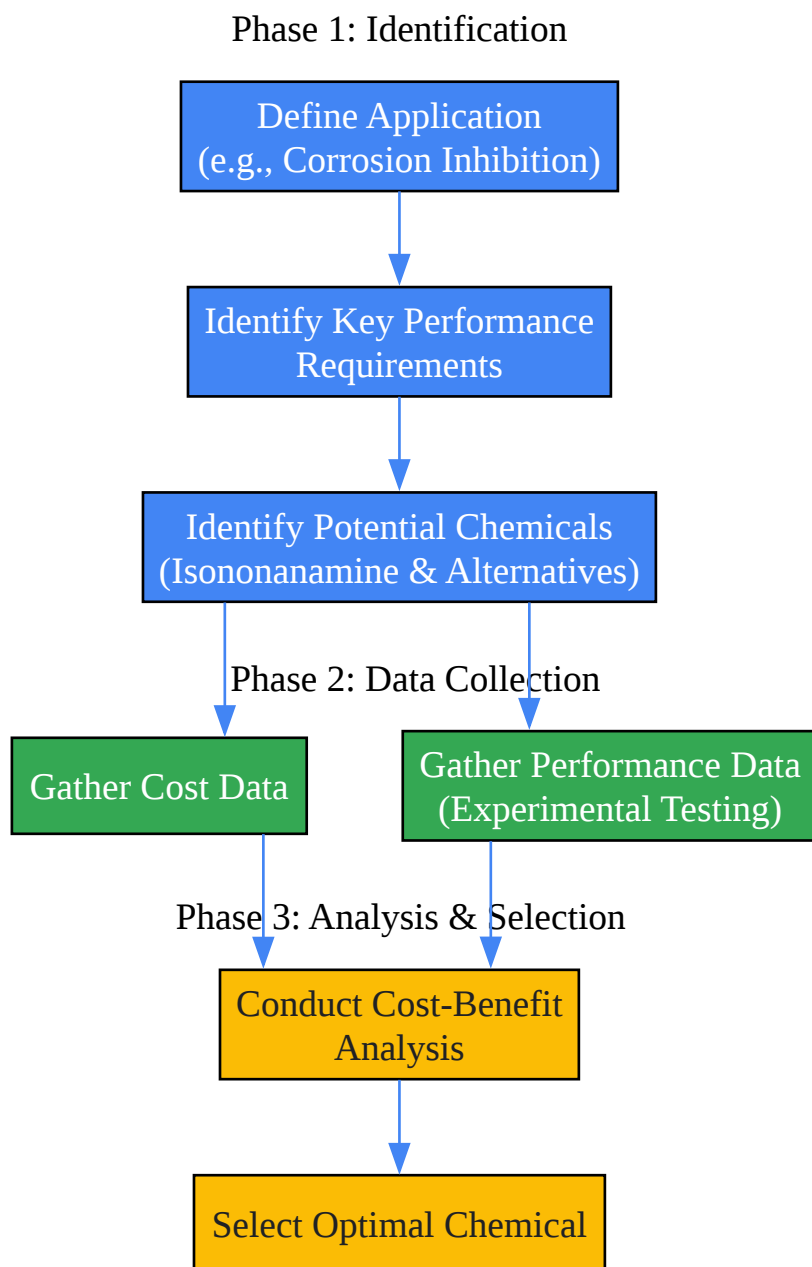 Phase 1: Identification
Define Application
(e.g., Corrosion Inhibition)
Identify Key Performance
Requirements
Identify Potential Chemicals
(Isononanamine & Alternatives)
Phase 2: Data Collection
Gather Cost Data
Gather Performance Data
(Experimental Testing)
Phase 3: Analysis & Selection
Conduct Cost-Benefit
Analysis
Select Optimal Chemical